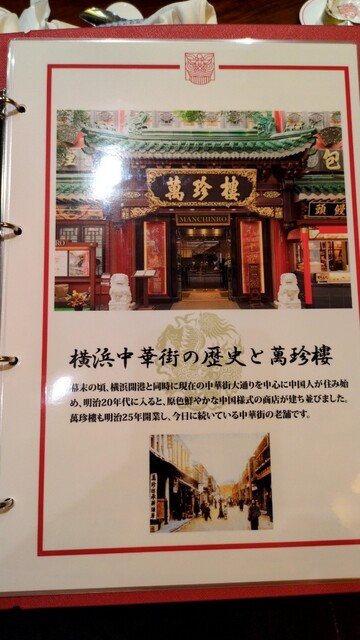 萬珍樓
MANCHINRO
包
饅頭
横浜中華街の歴史と萬珍樓
幕末の頃、横浜開港と同時に現在の中華街大通りを中心に中国人が住み始
め、明治20年代に入ると、原色鮮やかな中国様式の商店が建ち並びました。
萬珍樓も明治25年開業し、今日に続いている中華街の老舗です。